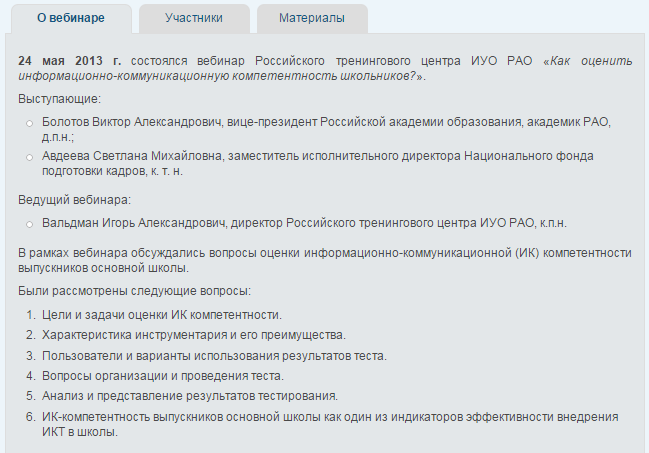 О вебинаре
Участники
Материалы
24 мая 2013 г. состоялся вебинар Российского тренингового центра ИУО РАО «Как оценить
информационно-коммуникационную компетентность школьников?».
Выступающие:
Болотов Виктор Александрович, вице-президент Российской академии образования, академик РАО,
д.п.н.;
Авдеева Светлана Михайловна, заместитель исполнительного директора Национального фонда
подготовки кадров, к. т. н.
Ведущий вебинара:
Вальдман Игорь Александрович, директор Российского тренингового центра ИУО РАО, к.п.н.
В рамках вебинара обсуждались вопросы оценки информационно-коммуникационной (ИК) компетентности
выпускников основной школы.
Были рассмотрены следующие вопросы:
1. Цели и задачи оценки ИК компетентности.
2. Характеристика инструментария и его преимущества.
3. Пользователи и варианты использования результатов теста.
4. Вопросы организации и проведения теста.
5. Анализ и представление результатов тестирования.
6. ИК-компетентность выпускников основной школы как один из индикаторов эффективности внедрения
ИКТ в школы.